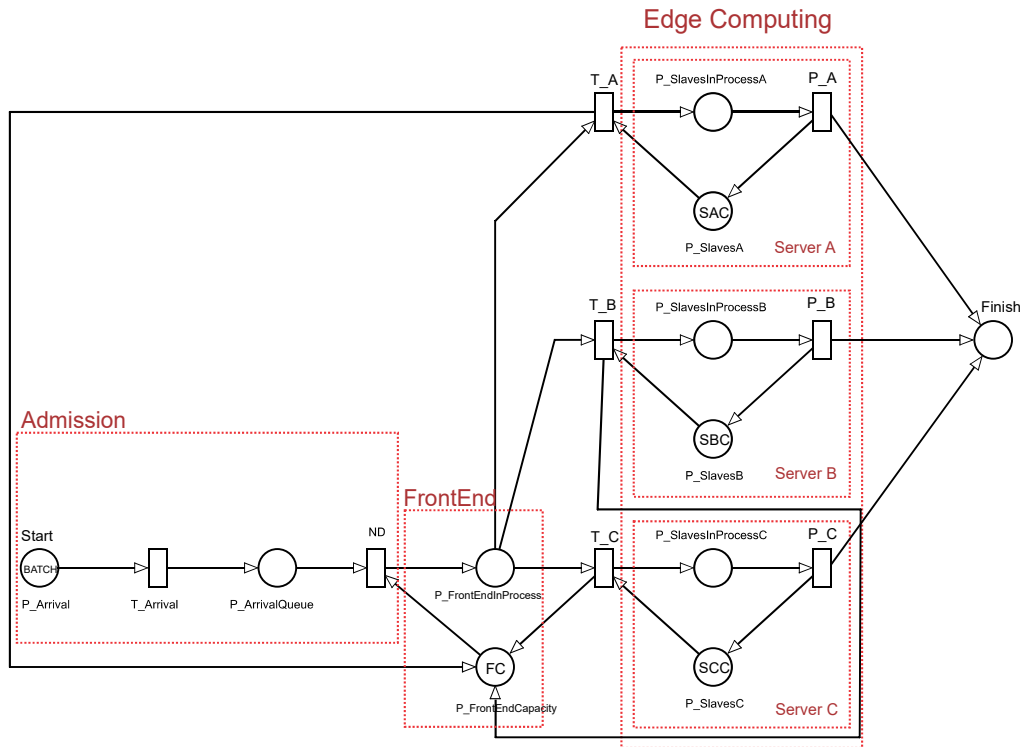 Edge Computing
T_A
P_SlavesInProcessA
P_A
SAC
P_SlavesA
Server A
T_B
P_SlavesInProcessB
P_B
Finish
SBC
P_SlavesB
Server B
Admission
FrontEnd
Start
ND
T_C
P_SlavesInProcessC
P_C
BATCH
P_Arrival
T_Arrival
P_ArrivalQueue
P_FrontEndInProcess
FC
P_FrontEndCapacity
SCC
P_SlavesC
Server C